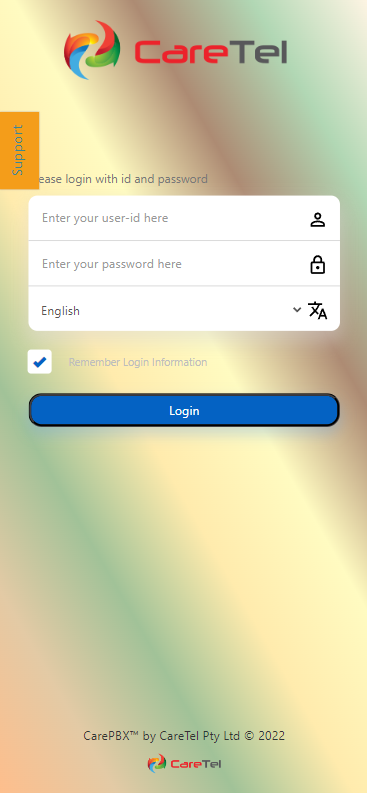 CareTel
Support
ease login with id and password
Enter your user-id here
Enter your password here
English
Remember Login Information
Login
CarePBX™ by CareTel Pty Ltd © 2022
CareTel